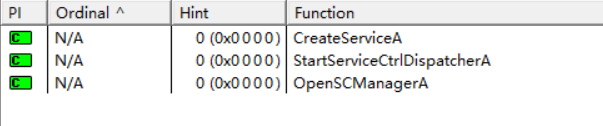 PI Ordinal ^ Hint Function
C N/A 0 (0x0000) CreateServiceA
C N/A 0 (0x0000) StartServiceCtrlDispatcherA
C N/A 0 (0x0000) OpenSCManagerA